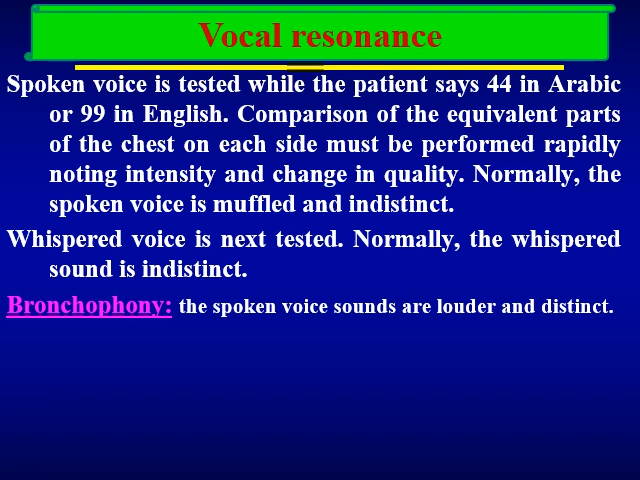 Vocal resonance
Spoken voice is tested while the patient says 44 in Arabic
or 99 in English. Comparison of the equivalent parts
of the chest on each side must be performed rapidly
noting intensity and change in quality. Normally, the
spoken voice is muffled and indistinct.
Whispered voice is next tested. Normally, the whispered
sound is indistinct.
Bronchophony: the spoken voice sounds are louder and distinct.